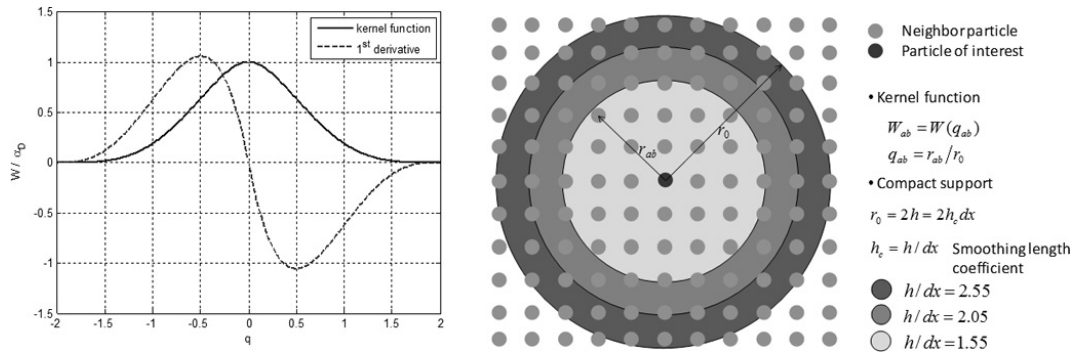 1.5
1
0.5
0
-0.5
-1
-1.5
W/ α_D
-2 -1.5 -1 -0.5 0 0.5 1 1.5 2
q
kernel function
1st derivative
r_ab
r_0
Neighbor particle
Particle of interest
• Kernel function
W_ab = W(q_ab)
q_ab = r_ab/r_0
• Compact support
r_0 = 2h = 2h_c dx
h_c = h/dx Smoothing length
coefficient
h/dx = 2.55
h/dx = 2.05
h/dx = 1.55